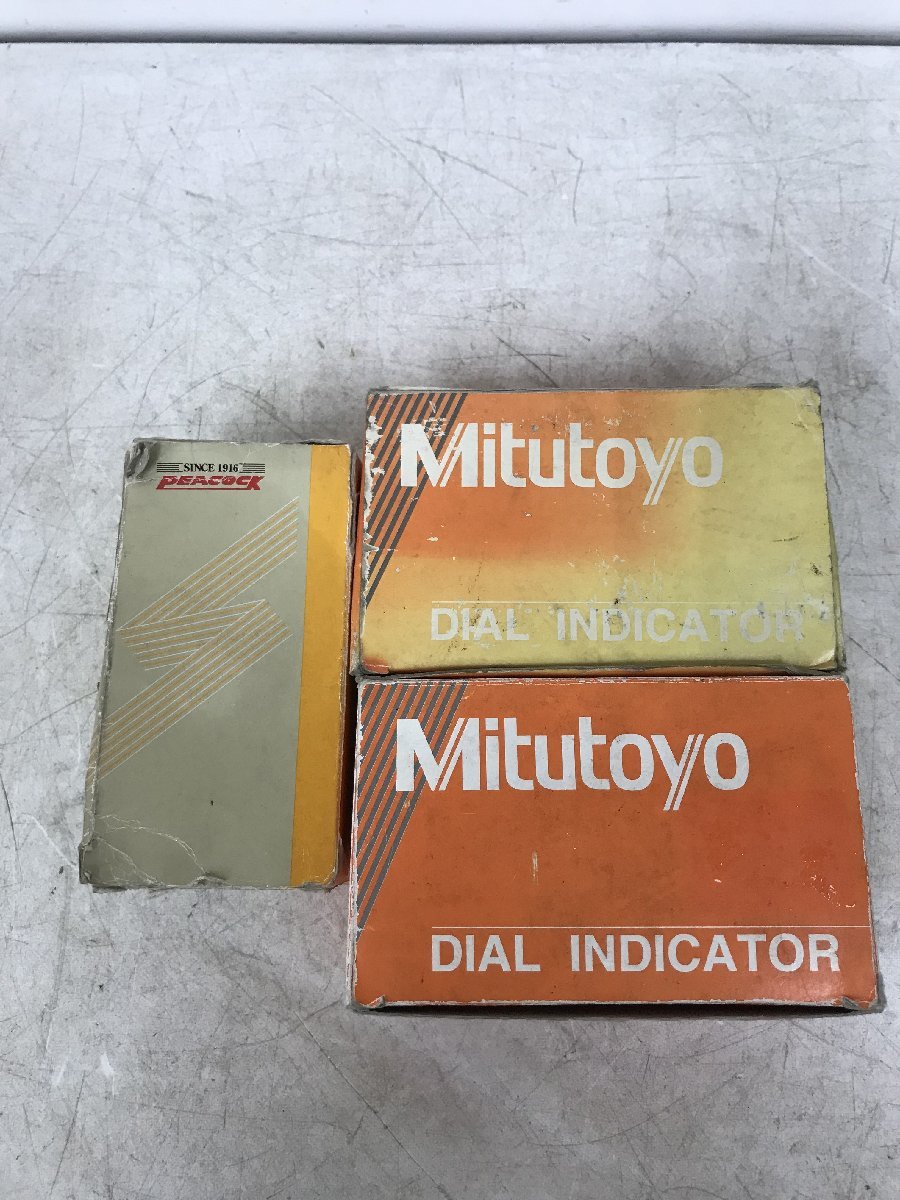 SINCE 1916
PEACOCK
Mitutoyo
DIAL INDICATOR
Mitutoyo
DIAL INDICATOR